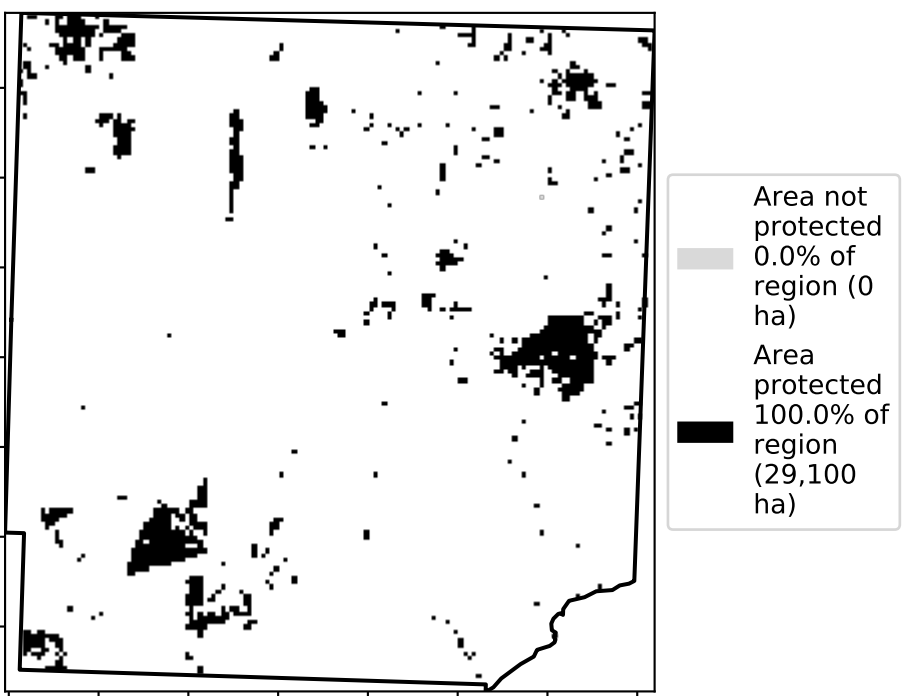 Area not
protected
0.0% of
region (0
ha)
Area
protected
100.0% of
region
(29,100
ha)